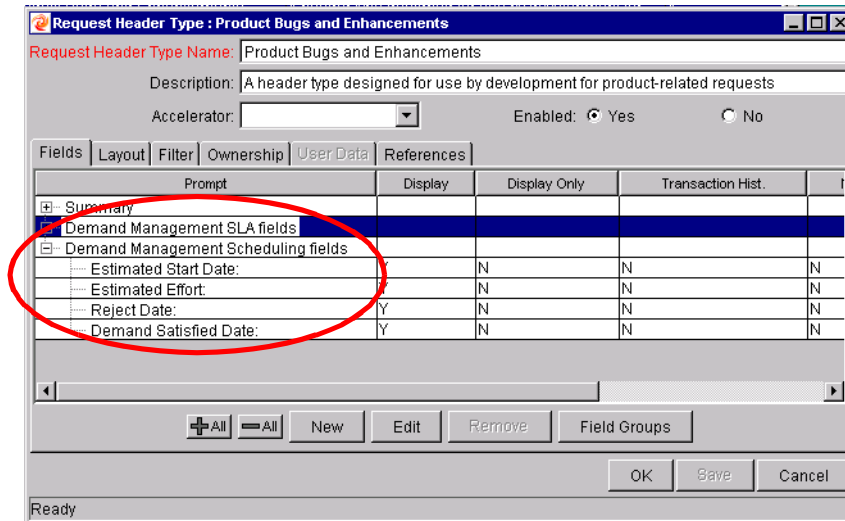 Request Header Type : Product Bugs and Enhancements
Request Header Type Name: Product Bugs and Enhancements
Description: A header type designed for use by development for product-related requests
Accelerator: Enabled: Yes No
Fields Layout Filter Ownership User Data References
Prompt Display Display Only Transaction Hist.
Summary
Demand Management SLA fields
Demand Management Scheduling fields
Estimated Start Date: Y N N N
Estimated Effort: Y N N N
Reject Date: Y N N N
Demand Satisfied Date: Y N N N
All All New Edit Remove Field Groups
OK Save Cancel
Ready